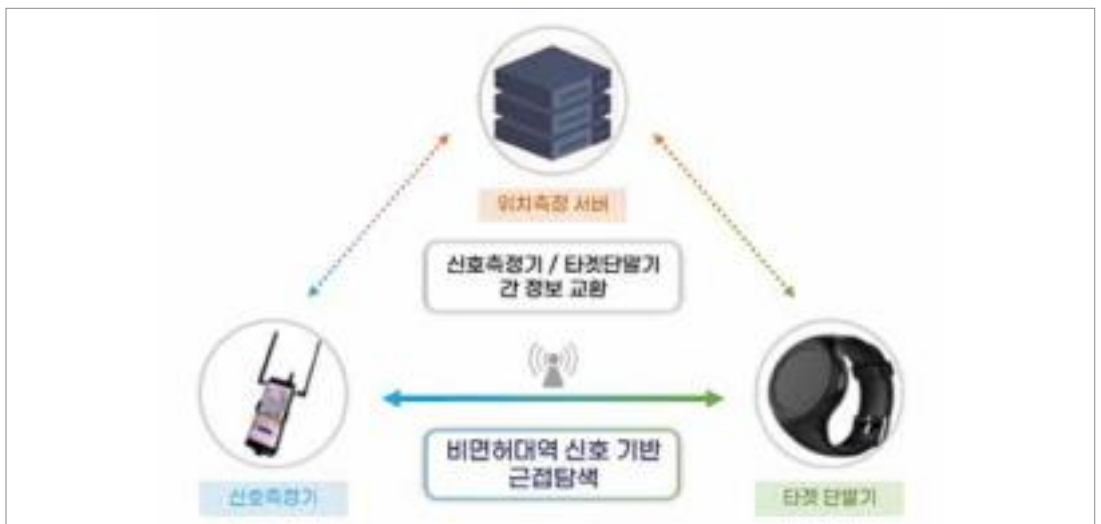 위치측정 서버
신호측정기 / 타겟단말기
간 정보 교환
비면허대역 신호 기반
근접탐색
신호측정기
타겟 단말기